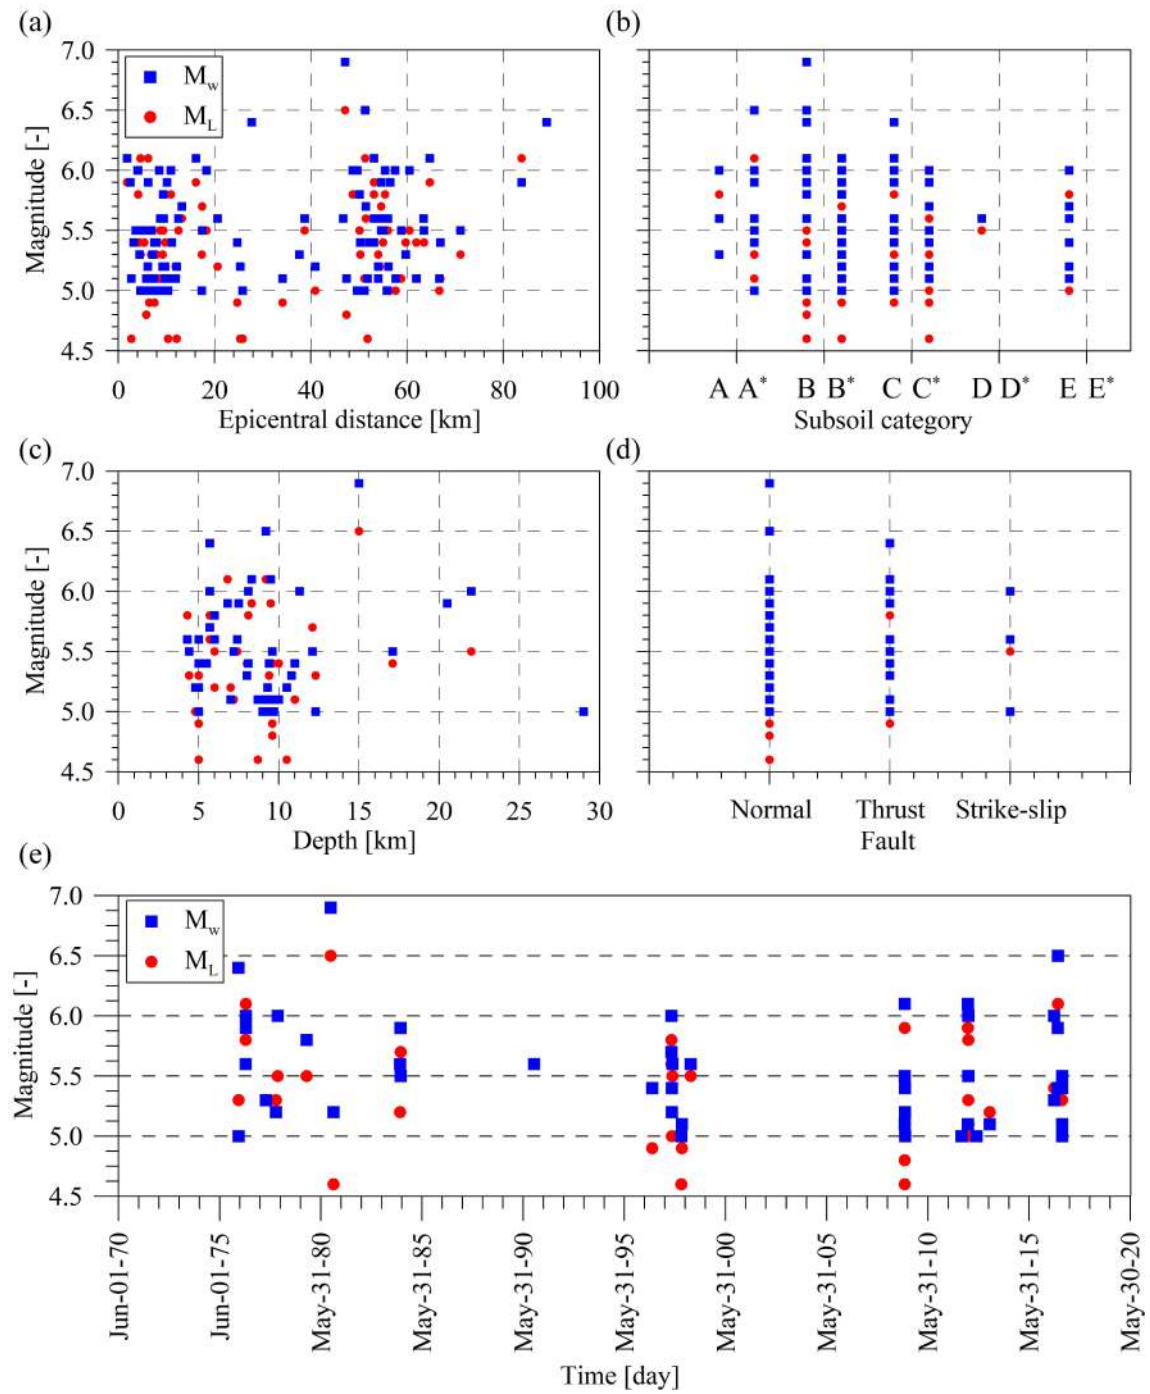 (a)
(b)
7.0
6.5
6.0
5.5
5.0
4.5
Magnitude [-]
Mw
ML
0 20 40 60 80 100
Epicentral distance [km]
A A* B B* C C* D D* E E*
Subsoil category
(c)
(d)
7.0
6.5
6.0
5.5
5.0
4.5
Magnitude [-]
0 5 10 15 20 25 30
Depth [km]
Normal Thrust Strike-slip
Fault
(e)
7.0
6.5
6.0
5.5
5.0
4.5
Magnitude [-]
Mw
ML
Jun-01-70
Jun-01-75
May-31-80
May-31-85
May-31-90
May-31-95
May-31-00
May-31-05
May-31-10
May-31-15
May-30-20
Time [day]